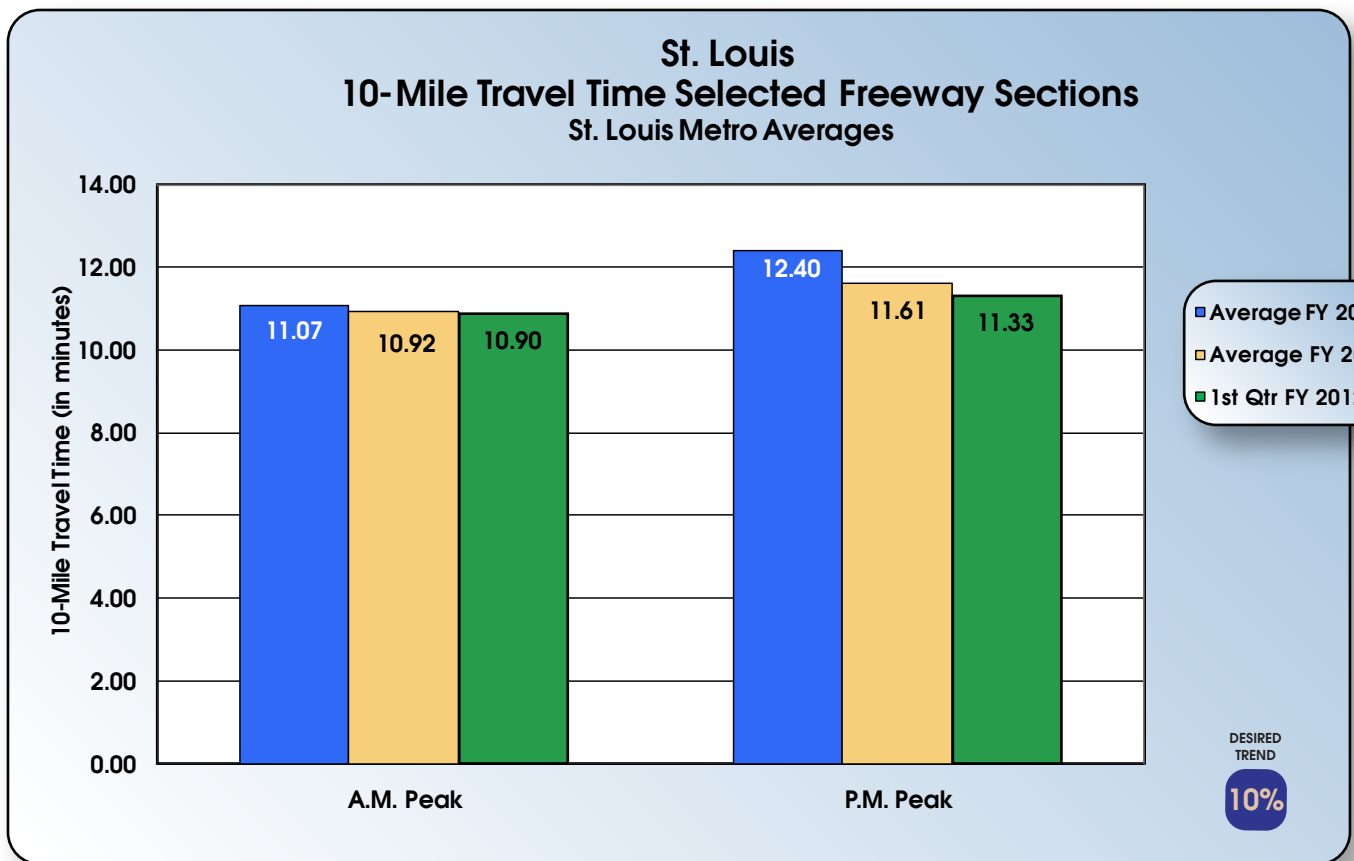 St. Louis
10-Mile Travel Time Selected Freeway Sections
St. Louis Metro Averages
10-Mile Travel Time (in minutes)
14.00
12.00
10.00
8.00
6.00
4.00
2.00
0.00
11.07
10.92
10.90
12.40
11.61
11.33
A.M. Peak
P.M. Peak
Average FY
Average FY
1st Qtr FY
DESIRED
TREND
10%